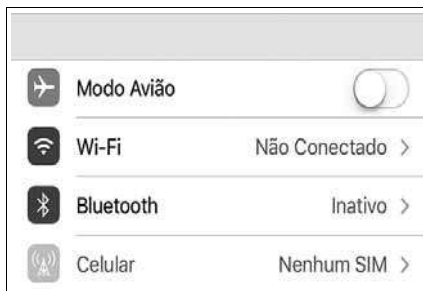 Modo Avião
Wi-Fi Não Conectado >
Bluetooth Inativo >
Celular Nenhum SIM >